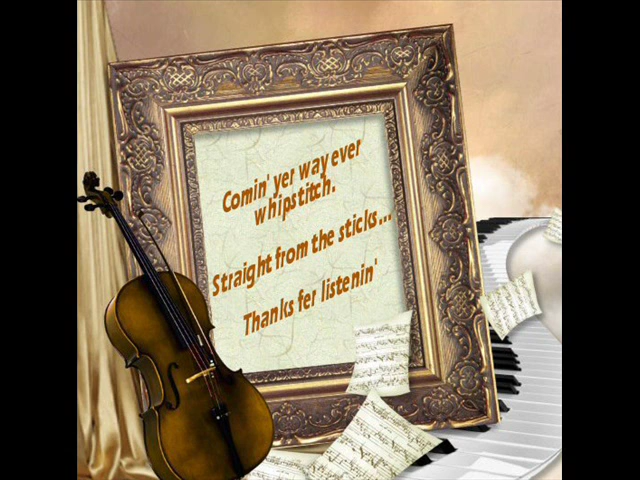 Comin' yer way ever
whipstitch.
Straight from the sticks...
Thanks fer listenin'